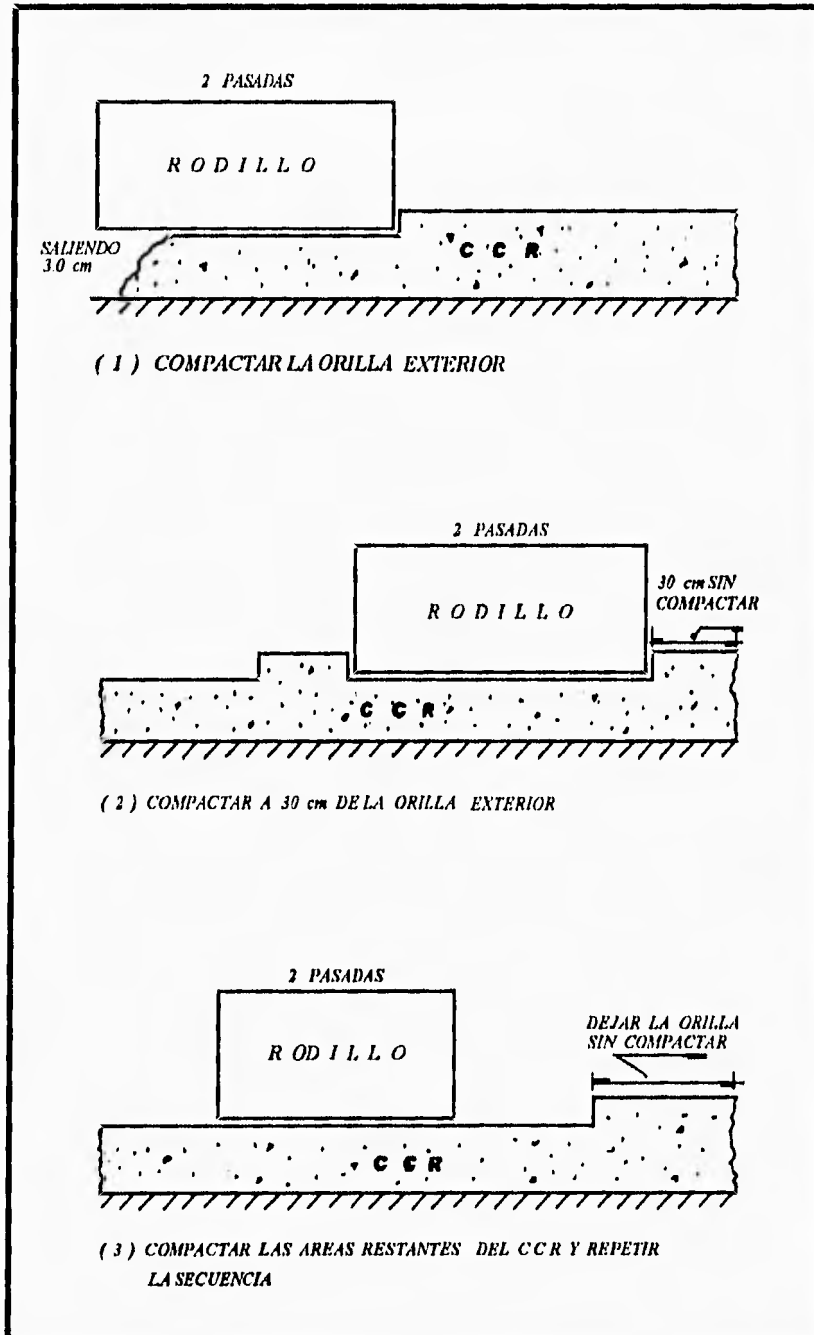 2 PASADAS
R O D I L L O
SALIENDO
3.0 cm
C C R
( 1 ) COMPACTAR LA ORILLA EXTERIOR
2 PASADAS
30 cm SIN
COMPACTAR
R O D I L L O
C C R
( 2 ) COMPACTAR A 30 cm DE LA ORILLA EXTERIOR
2 PASADAS
DEJAR LA ORILLA
SIN COMPACTAR
R OD I L L O
C C R
( 3 ) COMPACTAR LAS AREAS RESTANTES DEL CCR Y REPETIR
LA SECUENCIA